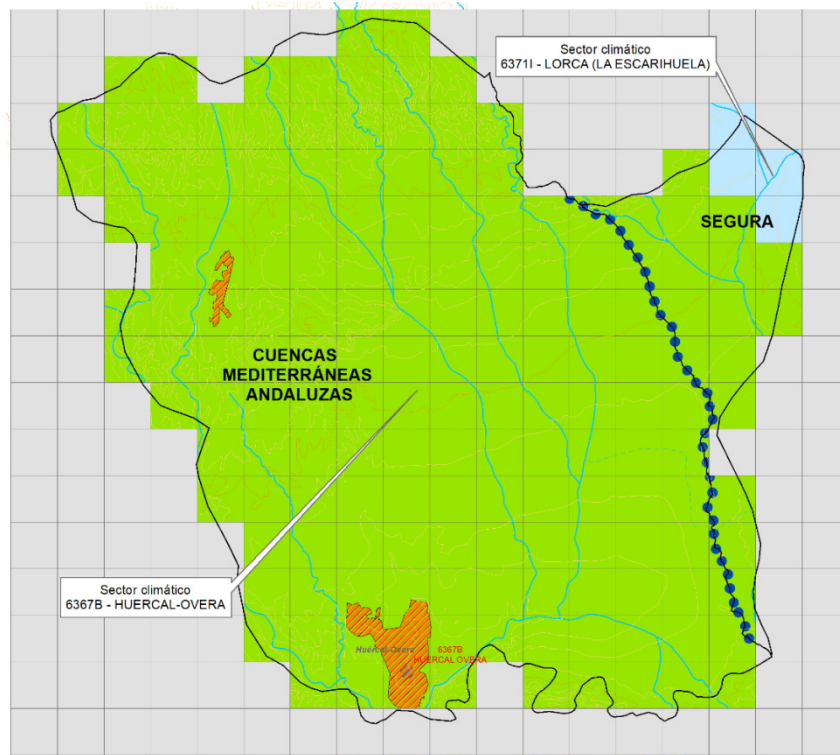 Sector climático
6371I - LORCA (LA ESCARIHUELA)
SEGURA
CUENCAS
MEDITERRÁNEAS
ANDALUZAS
Sector climático
6367B - HUERCAL-OVERA
Huércal-Overa
6367B
HUERCAL OVERA